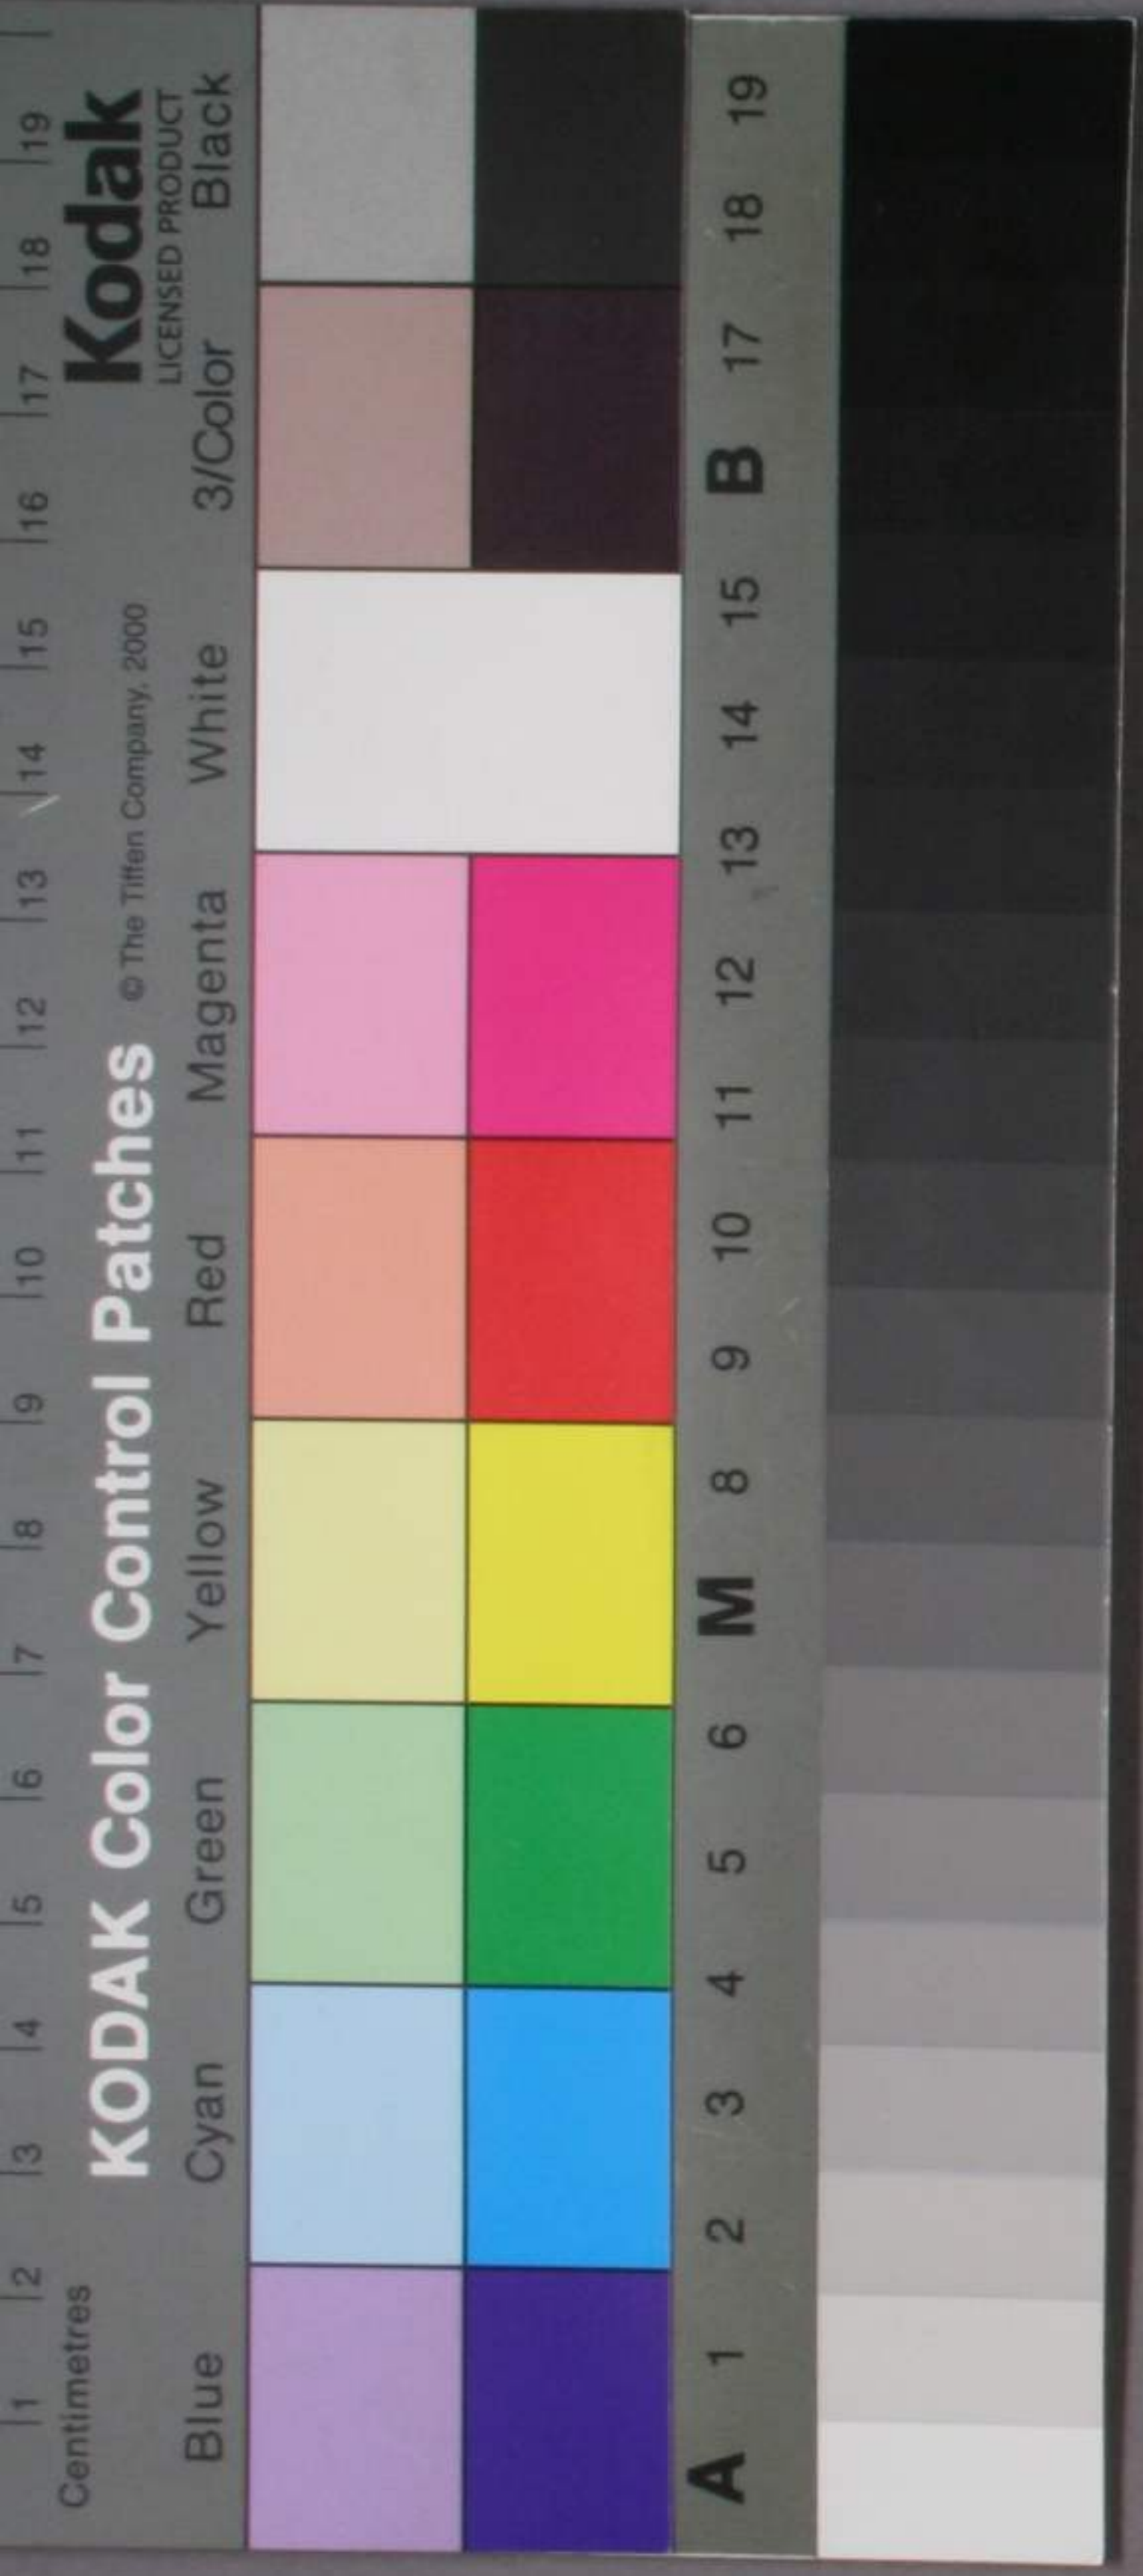 Centimetres
1 2 3 4 5 6 7 8 9 10 11 12 13 14 15 16 17 18 19
KODAK Color Control Patches © The Tiffen Company, 2000
Kodak
LICENSED PRODUCT
Blue Cyan Green Yellow Red Magenta White 3/Color Black
A 1 2 3 4 5 6 M 8 9 10 11 12 13 14 15 B 17 18 19